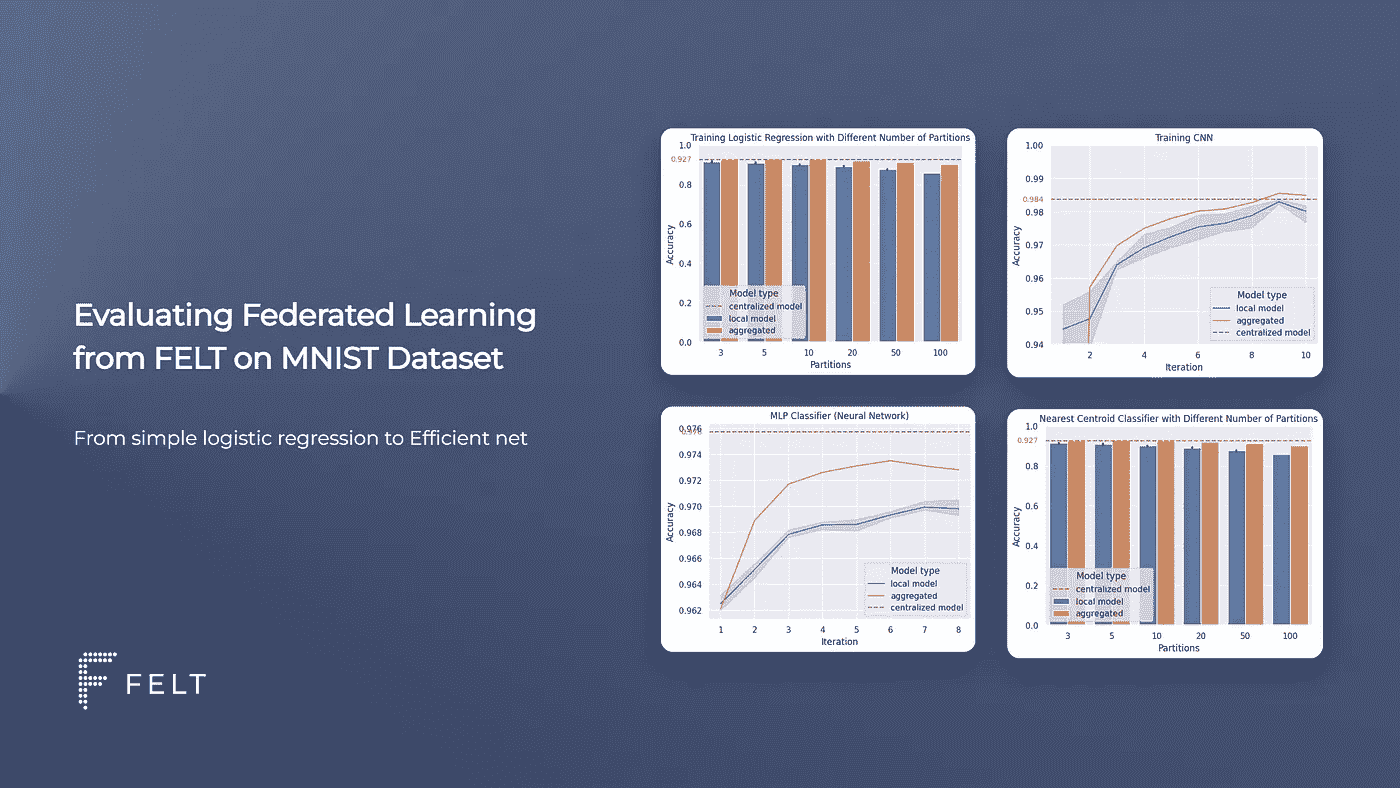 Evaluating Federated Learning
from FELT on MNIST Dataset
From simple logistic regression to Efficient net
FELT
Training Logistic Regression with Different Number of Partitions
1.0
0.927
0.8
0.6
0.4
0.2
0.0
Accuracy
Model type
centralized model
local model
aggregated
3 5 10 20 50 100
Partitions
Training CNN
1.00
0.99
0.984
0.98
0.97
0.96
0.95
0.94
Accuracy
Model type
local model
aggregated
centralized model
2 4 6 8 10
Iteration
MLP Classifier (Neural Network)
0.976
0.974
0.972
0.970
0.968
0.966
0.964
0.962
Accuracy
Model type
local model
aggregated
centralized model
1 2 3 4 5 6 7 8
Iteration
Nearest Centroid Classifier with Different Number of Partitions
1.0
0.927
0.8
0.6
0.4
0.2
0.0
Accuracy
Model type
centralized model
local model
aggregated
3 5 10 20 50 100
Partitions